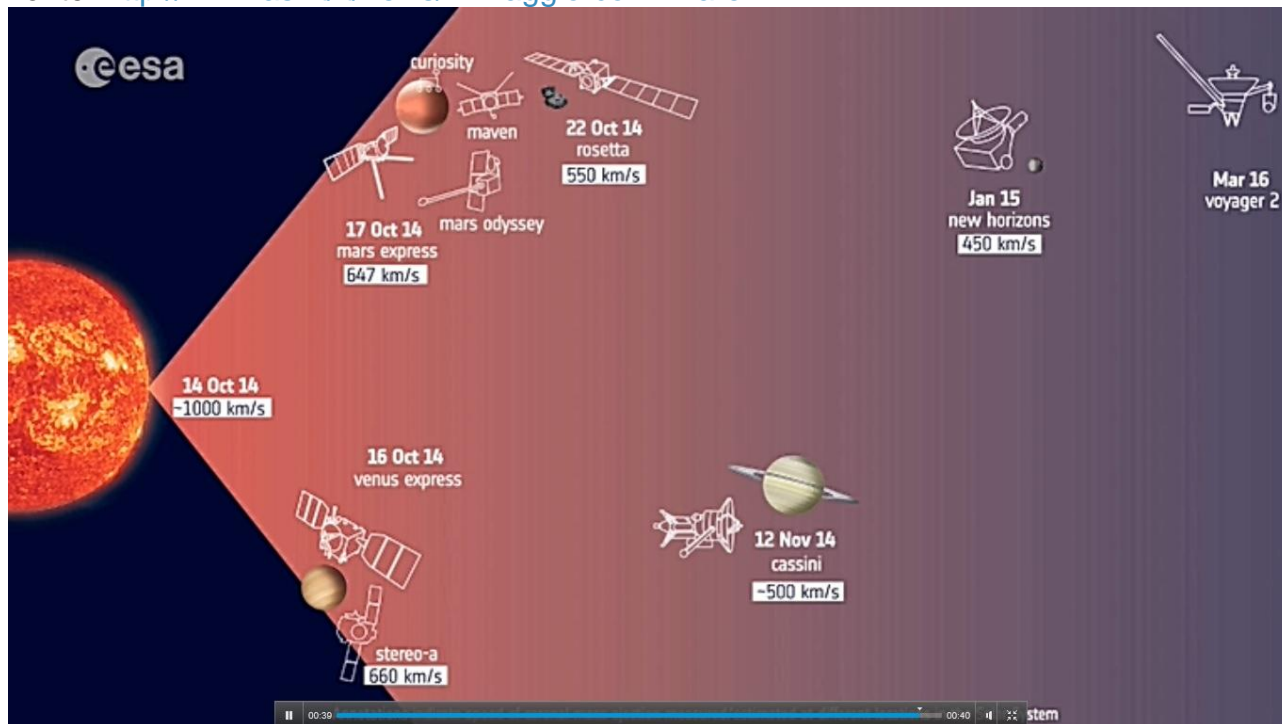 esa
curiosity
maven
22 Oct 14
rosetta
550 km/s
17 Oct 14
mars express
647 km/s
mars odyssey
Jan 15
new horizons
450 km/s
Mar 16
voyager 2
14 Oct 14
~1000 km/s
16 Oct 14
venus express
12 Nov 14
cassini
~500 km/s
stereo-a
660 km/s
00:39
00:40
stem